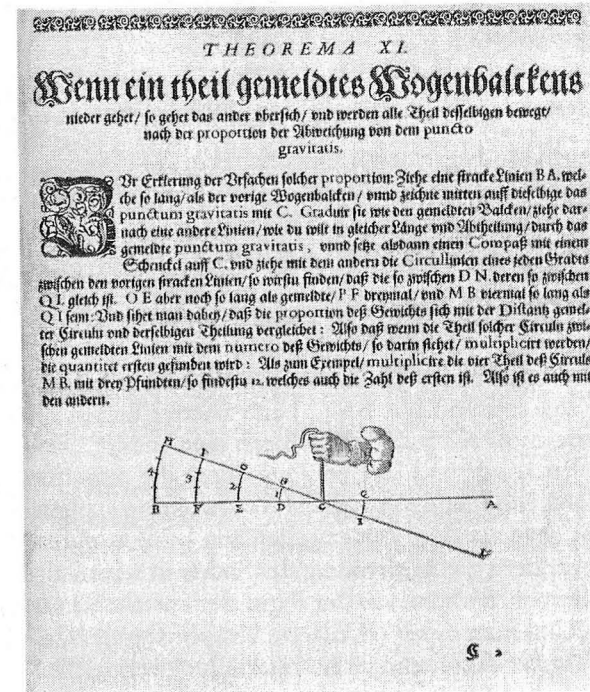 THEOREMA XI.
Wenn ein theil gemeldtes Wogenbalckens
nieder gehet/ so gehet das ander vbersich/ vnd werden alle Theil desselbigen bewegt/
nach der proportion der Abweichung von dem puncto
gravitatis.
ZVr Erklerung der Vrsachen solcher proportion: Ziehe eine stracke Linien B A. wel-
che so lang/ als der vorige Wogenbalcken/ vnnd zeichne mitten auff dieselbige das
punctum gravitatis mit C. Graduir sie wie den gemeldten Balcken/ ziehe dar-
nach eine andere Linien/ wie du wilt in gleicher Länge vnd Abtheilung/ durch das
gemeldte punctum gravitatis, vnnd setze alsdann einen Compaß mit einem
Schenckel auff C. vnd ziehe mit dem andern die Circullinien eines jeden Grades
zwischen den vorigen stracken Linien/ so wirstu finden/ daß die so zwischen D N. deren so zwischen
Q I. gleich ist. O E aber noch so lang als gemeldte/ P F dreymal/ vnd M B viermal so lang als
Q I seyn: Vnd sihet man dabey/ daß die proportion deß Gewichts sich mit der Distantz gemel-
ter Circuln vnd derselbigen Theilung vergleichet: Also daß wenn die Theil solcher Circuln zwi-
schen gemeldten Linien mit dem numero deß Gewichts/ so darin stehet/ multiplicirt werden/
die quantitet ersten gefunden wird: Als zum Exempel/ multiplicire die vier Theil deß Circuls
M B. mit drey Pfundten/ so findestu 12. welches auch die Zahl deß ersten ist. Also ist es auch mit
den andern.
M P O N
4 3 2 1
B F E D C Q A
1